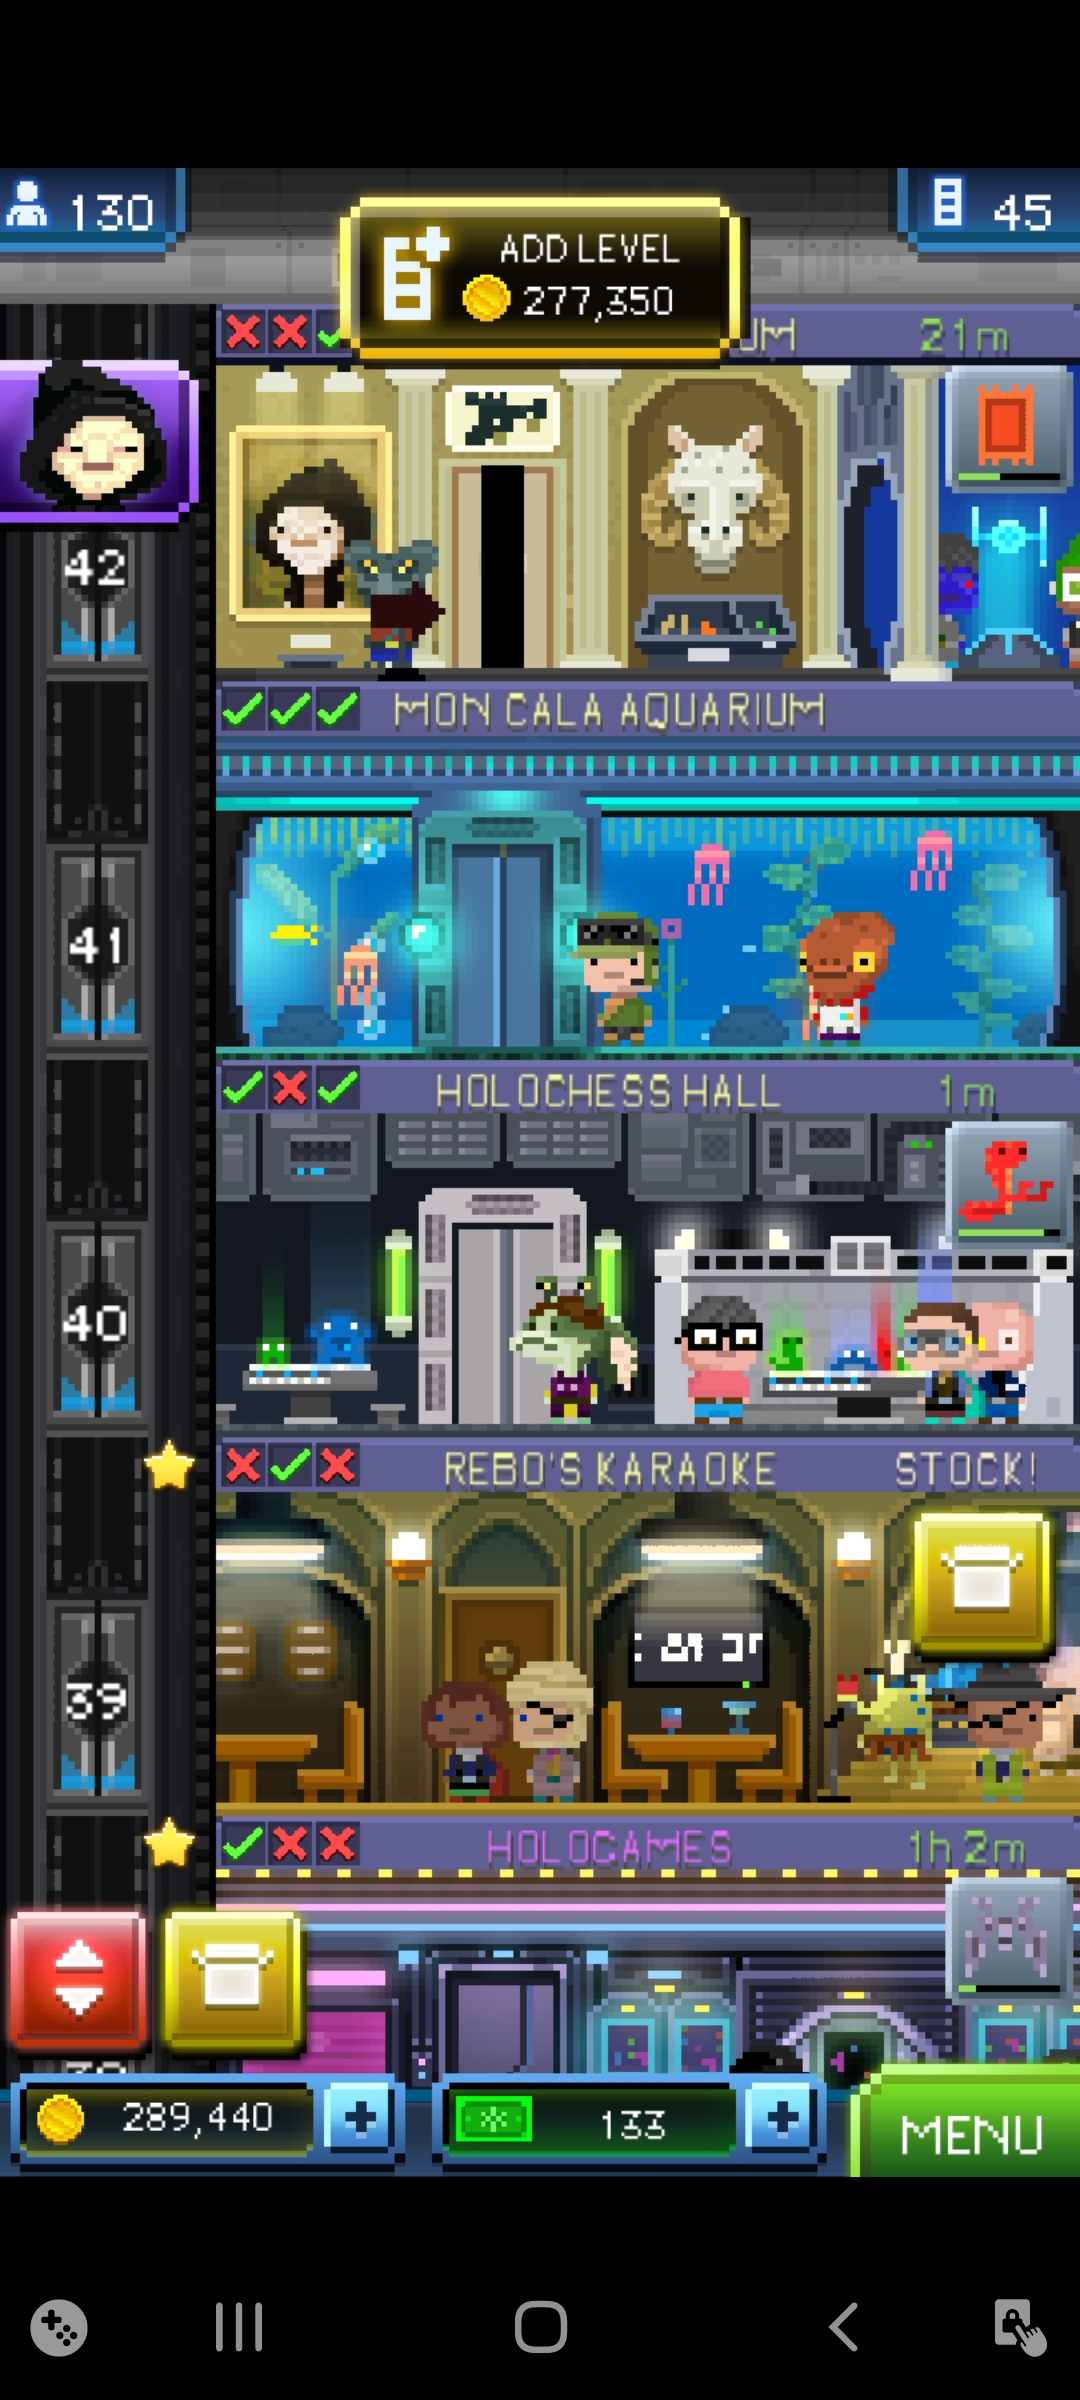 130
ADD LEVEL
277,350
45
UM
21m
42
MON CALA AQUARIUM
41
HOLOCHESS HALL
1m
40
REBO'S KARAOKE
STOCK!
39
HOLOGAMES
1h 2m
289,440
133
MENU